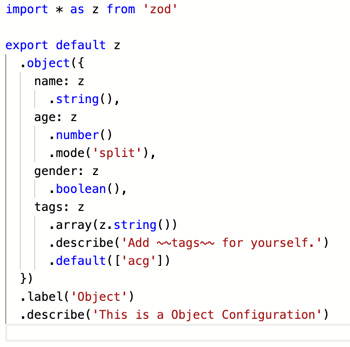 import * as z from 'zod'
export default z
.object({
name: z
.string(),
age: z
.number()
.mode('split'),
gender: z
.boolean(),
tags: z
.array(z.string())
.describe('Add ~~tags~~ for yourself.')
.default(['acg'])
})
.label('Object')
.describe('This is a Object Configuration')